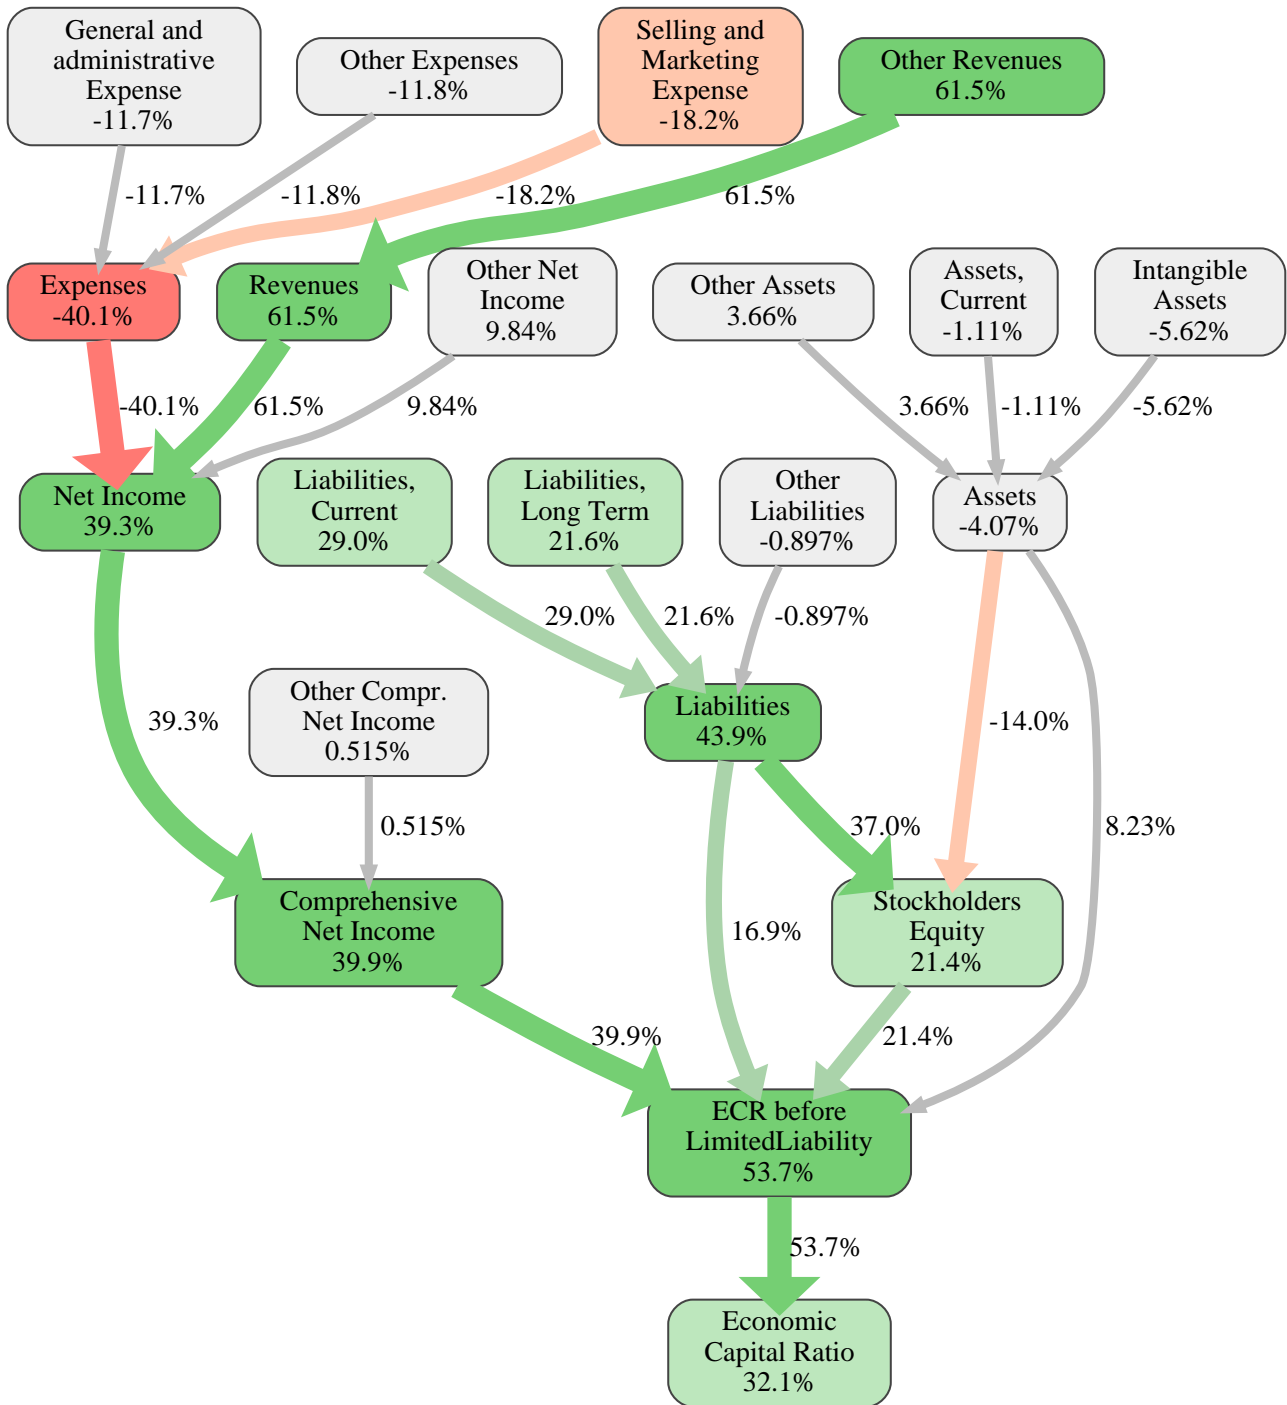 General and
administrative
Expense
-11.7%
Other Expenses
-11.8%
Selling and
Marketing
Expense
-18.2%
Other Revenues
61.5%
-11.7%
-11.8%
-18.2%
61.5%
Expenses
-40.1%
Revenues
61.5%
Other Net
Income
9.84%
Other Assets
3.66%
Assets,
Current
-1.11%
Intangible
Assets
-5.62%
-40.1%
61.5%
9.84%
3.66%
-1.11%
-5.62%
Net Income
39.3%
Liabilities,
Current
29.0%
Liabilities,
Long Term
21.6%
Other
Liabilities
-0.897%
Assets
-4.07%
29.0%
21.6%
-0.897%
39.3%
Other Compr.
Net Income
0.515%
Liabilities
43.9%
-14.0%
0.515%
37.0%
8.23%
Comprehensive
Net Income
39.9%
16.9%
Stockholders
Equity
21.4%
39.9%
21.4%
ECR before
LimitedLiability
53.7%
53.7%
Economic
Capital Ratio
32.1%